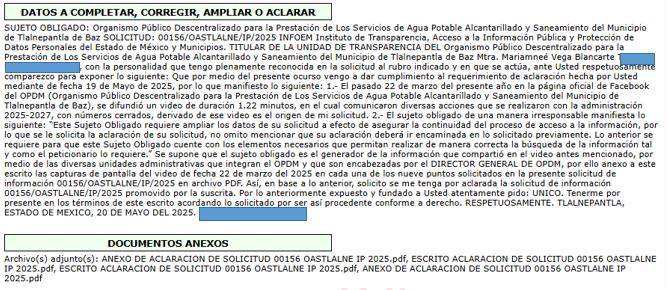 DATOS A COMPLETAR, CORREGIR, AMPLIAR O ACLARAR
SUJETO OBLIGADO: Organismo Público Descentralizado para la Prestación de Los Servicios de Agua Potable Alcantarillado y Saneamiento del Municipio
de Tlalnepantla de Baz SOLICITUD: 00156/OASTLALNE/IP/2025 INFOEM Instituto de Transparencia, Acceso a la Información Pública y Protección de
Datos Personales del Estado de México y Municipios. TITULAR DE LA UNIDAD DE TRANSPARENCIA DEL Organismo Público Descentralizado para la
Prestación de Los Servicios de Agua Potable Alcantarillado y Saneamiento del Municipio de Tlalnepantla de Baz Mtra. Mariamneé Vega Blancarte
, con la personalidad que tengo plenamente reconocida en la solicitud al rubro indicado y en que se actúa, ante Usted respetuosamente
comparezco para exponer lo siguiente: Que por medio del presente ocurso vengo a dar cumplimiento al requerimiento de aclaración hecha por Usted
mediante de fecha 19 de Mayo de 2025, por lo que manifiesto lo siguiente: 1.- El pasado 22 de marzo del presente año en la página oficial de Facebook
del OPDM (Organismo Público Descentralizado para la Prestación de Los Servicios de Agua Potable Alcantarillado y Saneamiento del Municipio de
Tlalnepantla de Baz), se difundió un video de duración 1.22 minutos, en el cual comunicó diversas acciones que se realizaron con la administración
2025-2027, con números cerrados, derivado de ese video es el origen de mi solicitud. 2.- El sujeto obligado de una manera irresponsable manifiesta lo
siguiente: "Este Sujeto Obligado requiere ampliar los datos de su solicitud a efecto de asegurar la continuidad del proceso de acceso a la información, por
lo que se le solicita la aclaración de su solicitud, no omito mencionar que su aclaración deberá ir encaminada en lo solicitado previamente. Lo anterior se
requiere para que este Sujeto Obligado cuente con los elementos necesarios que permitan realizar de manera correcta la búsqueda de la información tal
y como el peticionario lo requiere." Se supone que el sujeto obligado es el generador de la información que compartió en el video antes mencionado, por
medio de las diversas unidades administrativas que integran el OPDM y que son encabezadas por el DIRECTOR GENERAL DE OPDM, por ello anexo a este
escrito las capturas de pantalla del video de fecha 22 de marzo del 2025 en cada una de los nueve puntos solicitados en la presente solicitud de
información 00156/OASTLALNE/IP/2025 en archivo PDF. Así, en base a lo anterior, solicito se me tenga por aclarada la solicitud de información
00156/OASTLALNE/IP/2025 promovido por la suscrita. Por lo anteriormente expuesto y fundado a Usted atentamente pido: UNICO. Tenerme por
presente en los términos de este escrito acordando lo solicitado por ser así procedente conforme a derecho. RESPETUOSAMENTE. TLALNEPANTLA,
ESTADO DE MEXICO, 20 DE MAYO DEL 2025.
DOCUMENTOS ANEXOS
Archivo(s) adjunto(s): ANEXO DE ACLARACION DE SOLICITUD 00156 OASTLALNE IP 2025.pdf, ESCRITO ACLARACION DE SOLICITUD 00156 OASTLALNE
IP 2025.pdf, ESCRITO ACLARACION DE SOLICITUD 00156 OASTLALNE IP 2025.pdf, ANEXO DE ACLARACION DE SOLICITUD 00156 OASTLALNE IP
2025.pdf